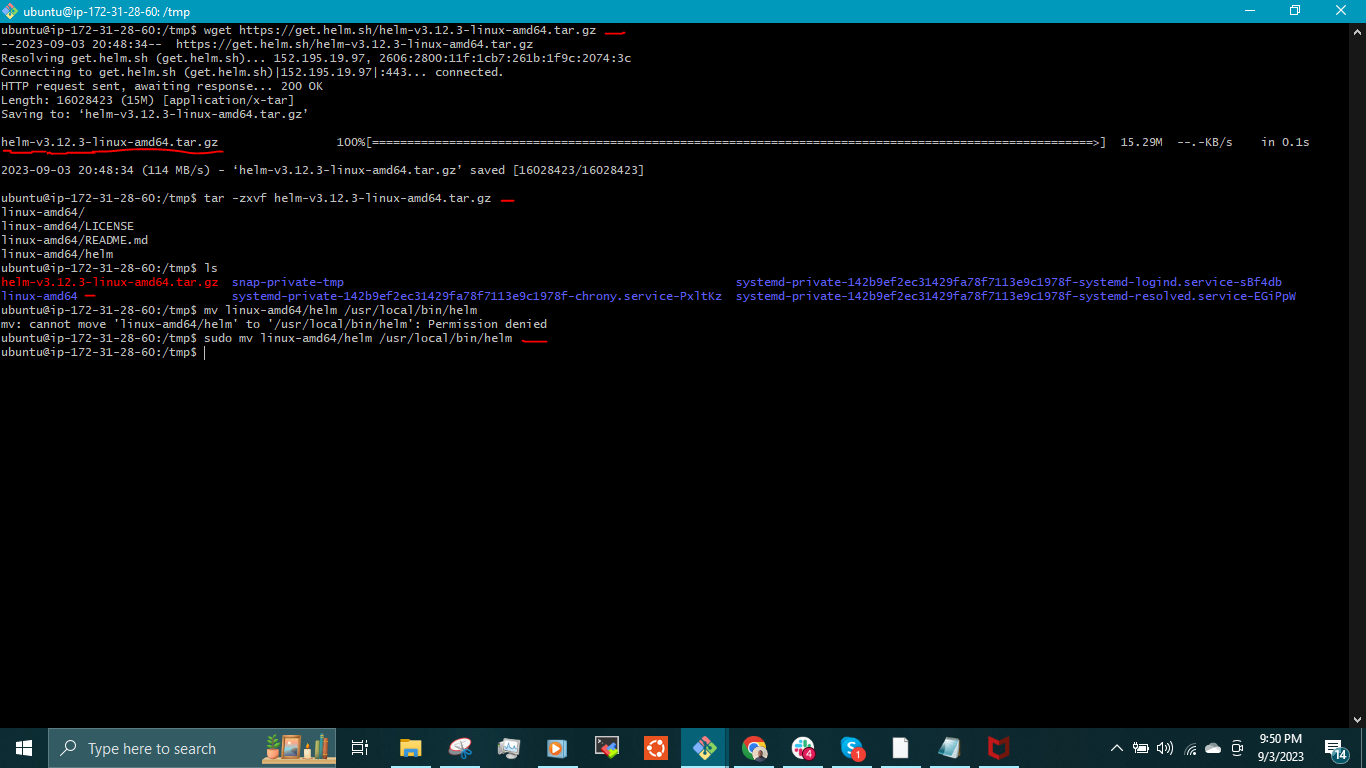 ubuntu@ip-172-31-28-60: /tmp
ubuntu@ip-172-31-28-60:/tmp$ wget https://get.helm.sh/helm-v3.12.3-linux-amd64.tar.gz
--2023-09-03 20:48:34--  https://get.helm.sh/helm-v3.12.3-linux-amd64.tar.gz
Resolving get.helm.sh (get.helm.sh)... 152.195.19.97, 2606:2800:11f:1cb7:261b:1f9c:2074:3c
Connecting to get.helm.sh (get.helm.sh)|152.195.19.97|:443... connected.
HTTP request sent, awaiting response... 200 OK
Length: 16028423 (15M) [application/x-tar]
Saving to: ‘helm-v3.12.3-linux-amd64.tar.gz’
helm-v3.12.3-linux-amd64.tar.gz 100%[=======================================================================================================>] 15.29M --.-KB/s in 0.1s
2023-09-03 20:48:34 (114 MB/s) - ‘helm-v3.12.3-linux-amd64.tar.gz’ saved [16028423/16028423]
ubuntu@ip-172-31-28-60:/tmp$ tar -zxvf helm-v3.12.3-linux-amd64.tar.gz
linux-amd64/
linux-amd64/LICENSE
linux-amd64/README.md
linux-amd64/helm
ubuntu@ip-172-31-28-60:/tmp$ ls
helm-v3.12.3-linux-amd64.tar.gz snap-private-tmp systemd-private-142b9ef2ec31429fa78f7113e9c1978f-systemd-logind.service-sBf4db
linux-amd64 systemd-private-142b9ef2ec31429fa78f7113e9c1978f-chrony.service-PxltKz systemd-private-142b9ef2ec31429fa78f7113e9c1978f-systemd-resolved.service-EGiPpW
ubuntu@ip-172-31-28-60:/tmp$ mv linux-amd64/helm /usr/local/bin/helm
mv: cannot move 'linux-amd64/helm' to '/usr/local/bin/helm': Permission denied
ubuntu@ip-172-31-28-60:/tmp$ sudo mv linux-amd64/helm /usr/local/bin/helm
ubuntu@ip-172-31-28-60:/tmp$
Type here to search
4
1
9:50 PM
9/3/2023
14